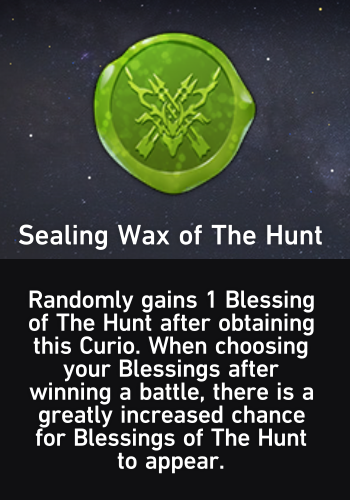 Sealing Wax of The Hunt
Randomly gains 1 Blessing
of The Hunt after obtaining
this Curio. When choosing
your Blessings after
winning a battle, there is a
greatly increased chance
for Blessings of The Hunt
to appear.